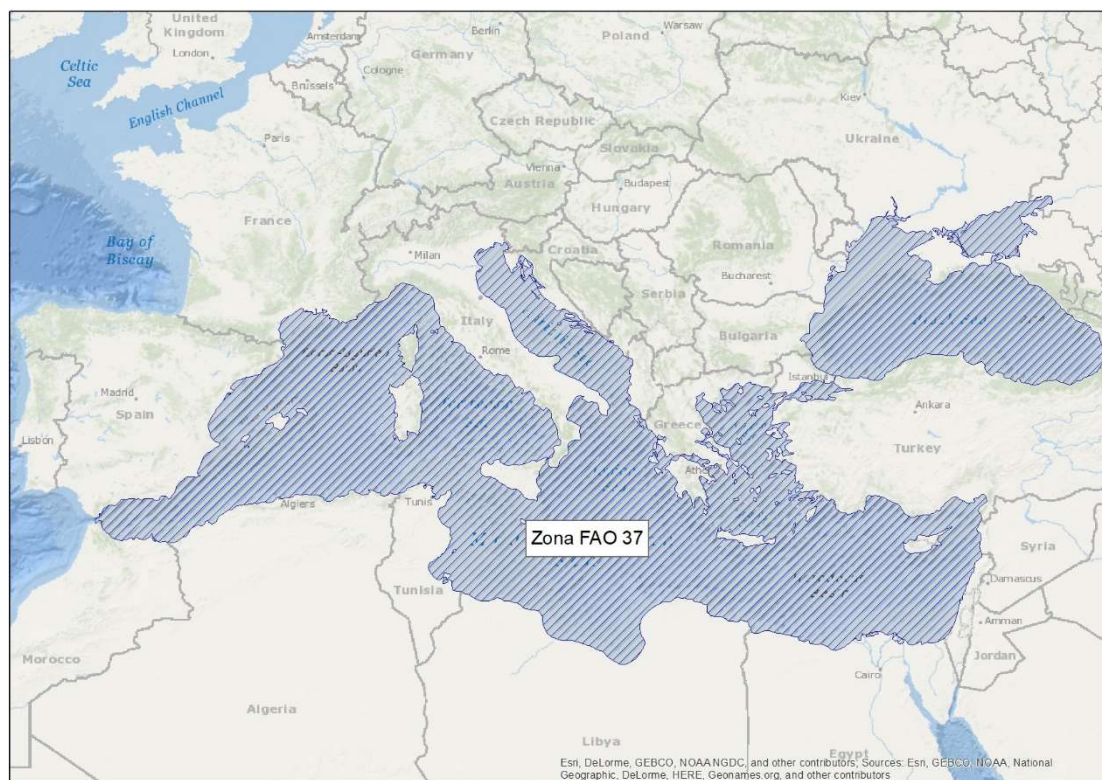 United
Kingdom
London
Amsterdam
Berlin
Poland
Warsaw
Celtic
Sea
Germany
Cologne
Brussels
English Channel
Kiev
Paris
Czech Republic
Ukraine
Slovakia
Vienna
Budapest
Austria
Hungary
France
Bay of
Biscay
Milan
Croatia
Romania
Bucharest
Serbia
Italy
Bulgaria
Rome
Istanbul
Madrid
Spain
Ankara
Lisbon
Greece
Turkey
Algiers
Tunis
Zona FAO 37
Syria
Tunisia
Damascus
Amman
Jordan
Morocco
Cairo
Algeria
Libya
Egypt
Esri, DeLorme, GEBCO, NOAA NGDC, and other contributors, Sources: Esri, GEBCO, NOAA, National
Geographic, DeLorme, HERE, Geonames.org, and other contributors